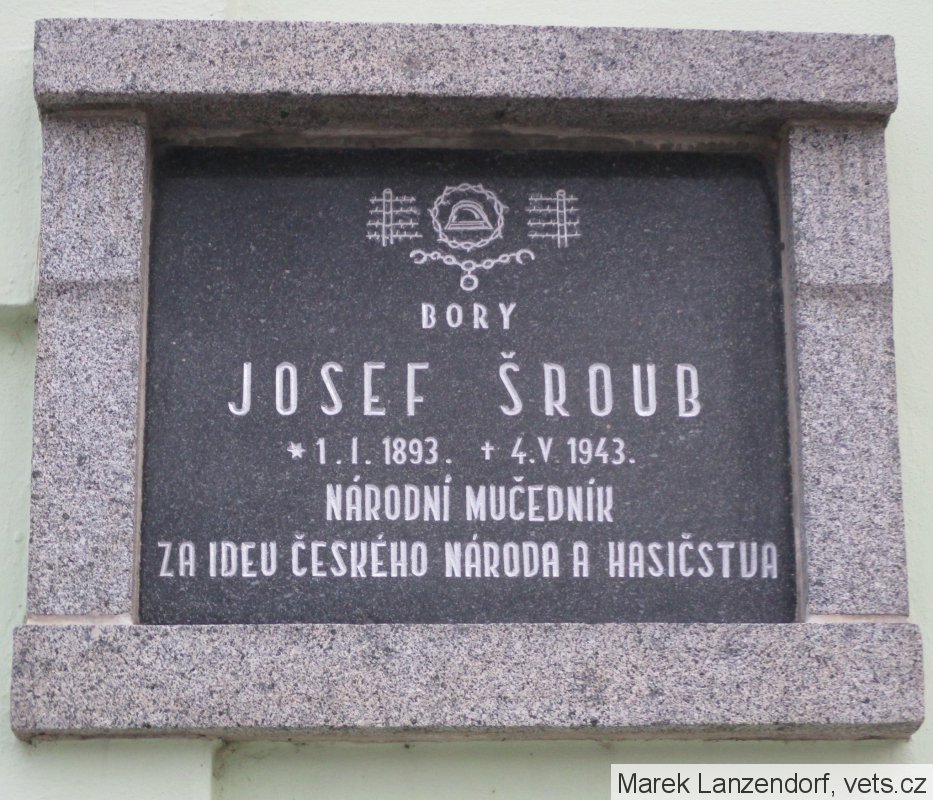 BORY
JOSEF ŠROUB
* 1. I. 1893. † 4. V. 1943.
NÁRODNÍ MUČEDNÍK
ZA IDEU ČESKÉHO NÁRODA A HASIČSTVA
Marek Lanzendorf, vets.cz